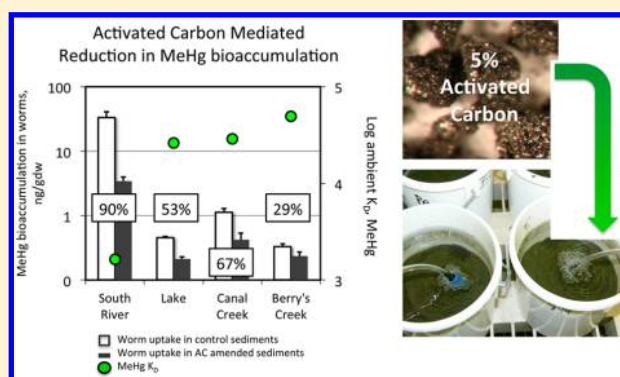 Activated Carbon Mediated
Reduction in MeHg bioaccumulation
MeHg bioaccumulation in worms,
ng/gdw
100
10
1
0
90%
53%
67%
29%
5
4
3
Log ambient K_D, MeHg
South
River
Lake
Canal
Creek
Berry's
Creek
Worm uptake in control sediments
Worm uptake in AC amended sediments
MeHg K_D
5%
Activated
Carbon